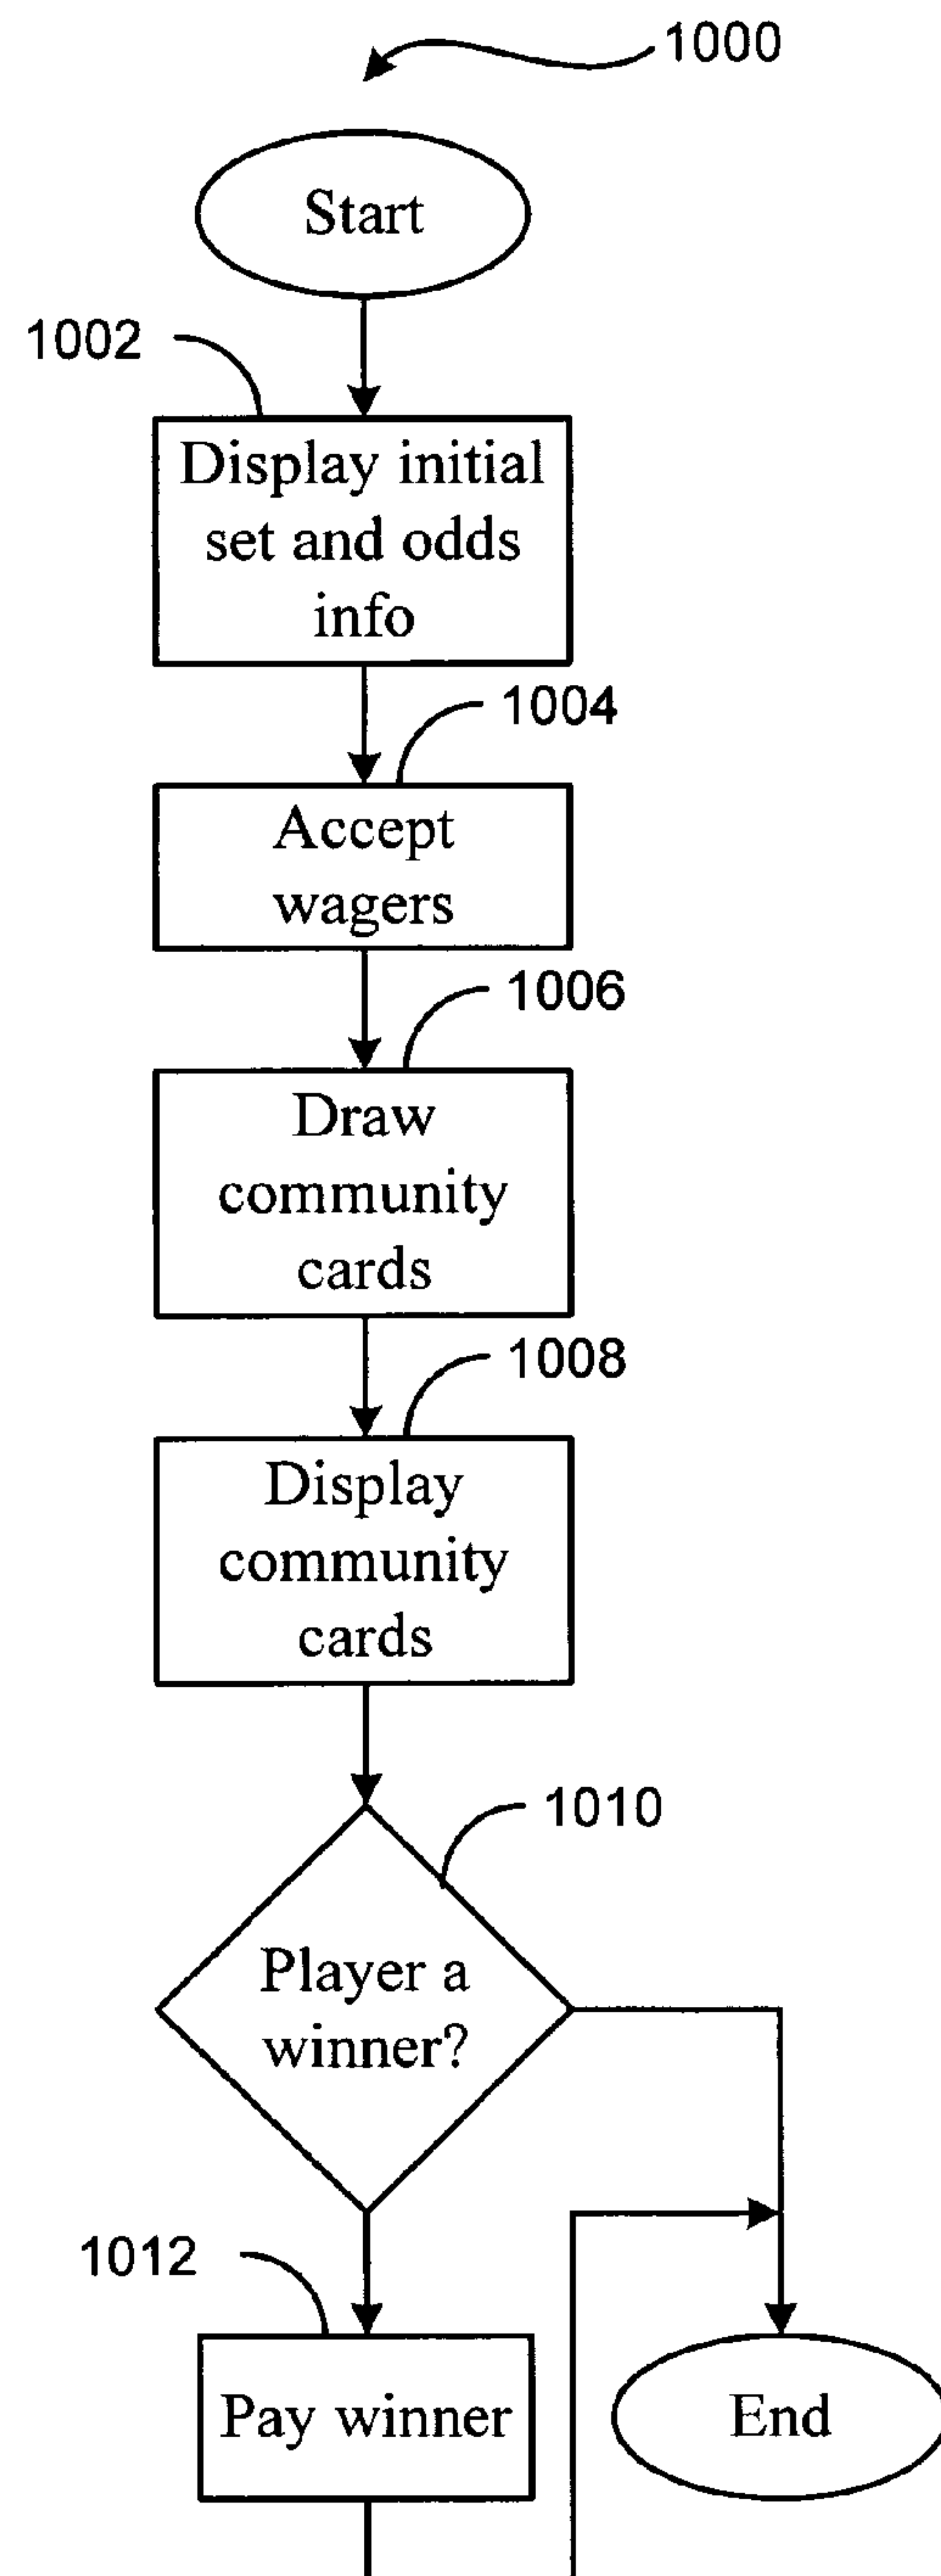 1000
Start
1002
Display initial
set and odds
info
1004
Accept
wagers
1006
Draw
community
cards
1008
Display
community
cards
1010
Player a
winner?
1012
Pay winner
End